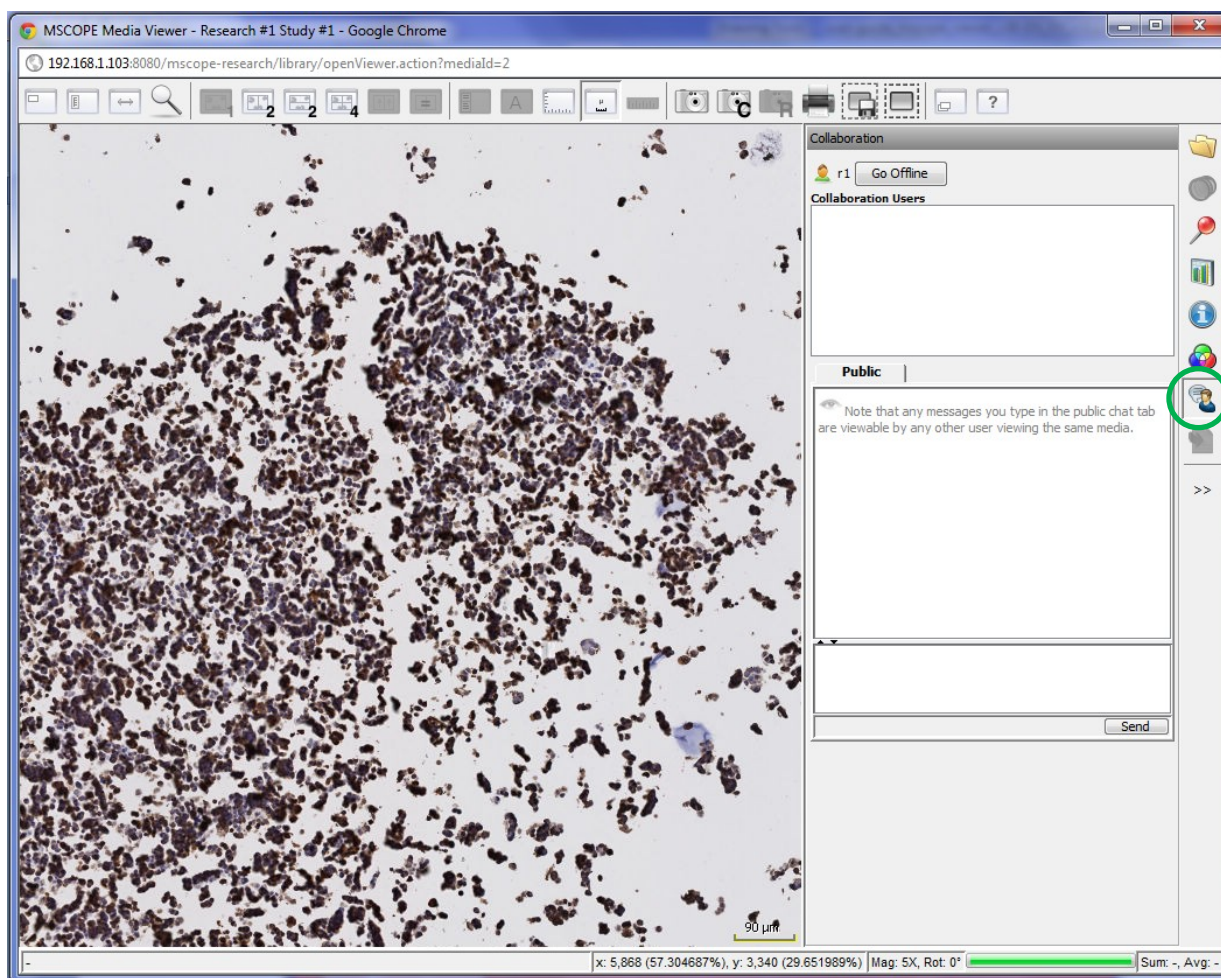 MSCOPE Media Viewer - Research #1 Study #1 - Google Chrome
192.168.1.103:8080/mscope-research/library/openViewer.action?mediaId=2
1 2 2 4 A µ C R ?
Collaboration
r1 Go Offline
Collaboration Users
Public
Note that any messages you type in the public chat tab
are viewable by any other user viewing the same media.
>>
Send
90 µm
- x: 5,868 (57.304687%), y: 3,340 (29.651989%) Mag: 5X, Rot: 0° Sum: -, Avg: -